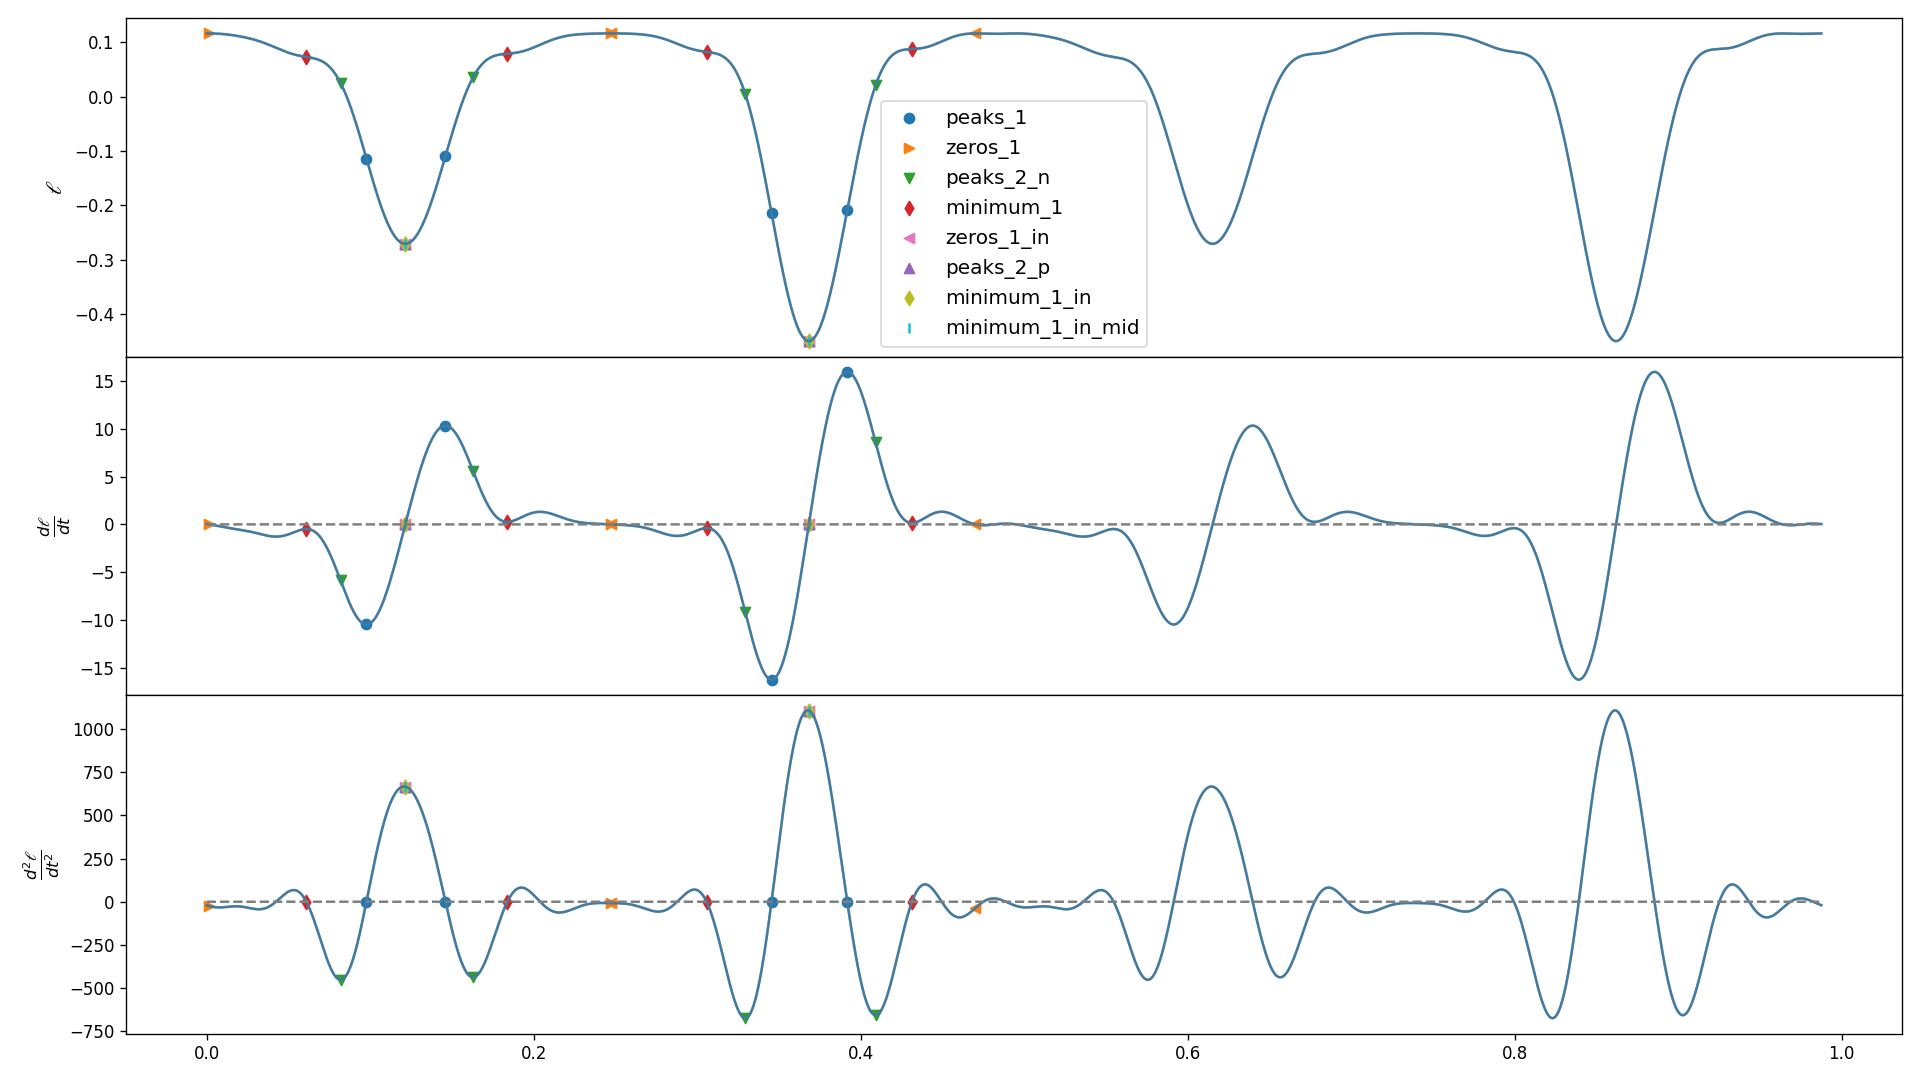 0.1
0.0
−0.1
−0.2
−0.3
−0.4
ℓ
peaks_1
zeros_1
peaks_2_n
minimum_1
zeros_1_in
peaks_2_p
minimum_1_in
minimum_1_in_mid
15
10
5
0
−5
−10
−15
dℓ
dt
1000
750
500
250
0
−250
−500
−750
d²ℓ
dt²
0.0 0.2 0.4 0.6 0.8 1.0